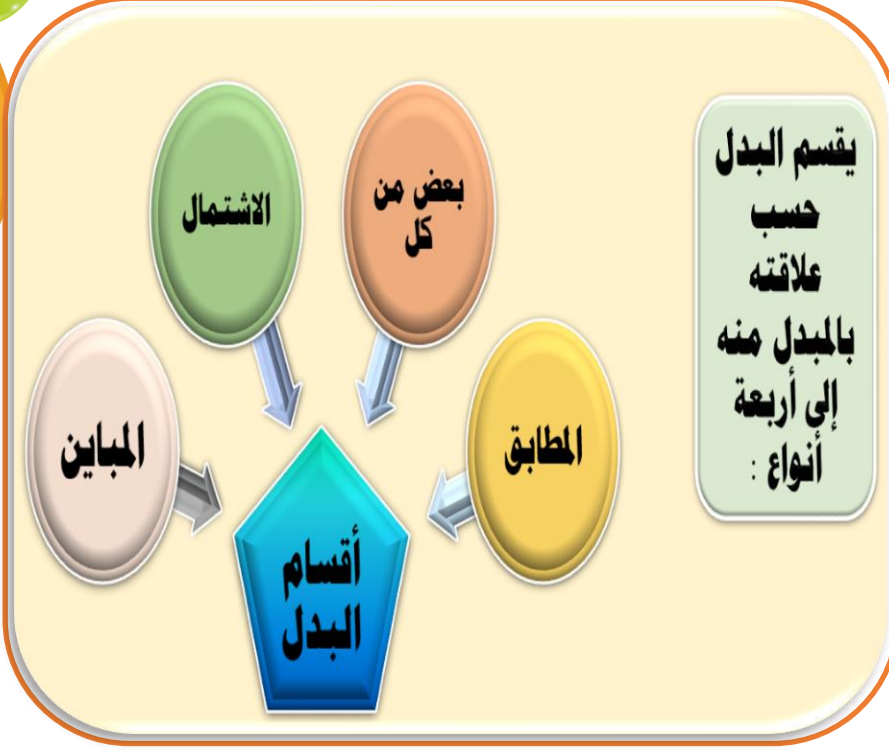 يقسم البدل
حسب
علاقته
بالمبدل منه
إلى أربعة
أنواع :
المطابق
بعض من
كل
الاشتمال
المباين
أقسام
البدل